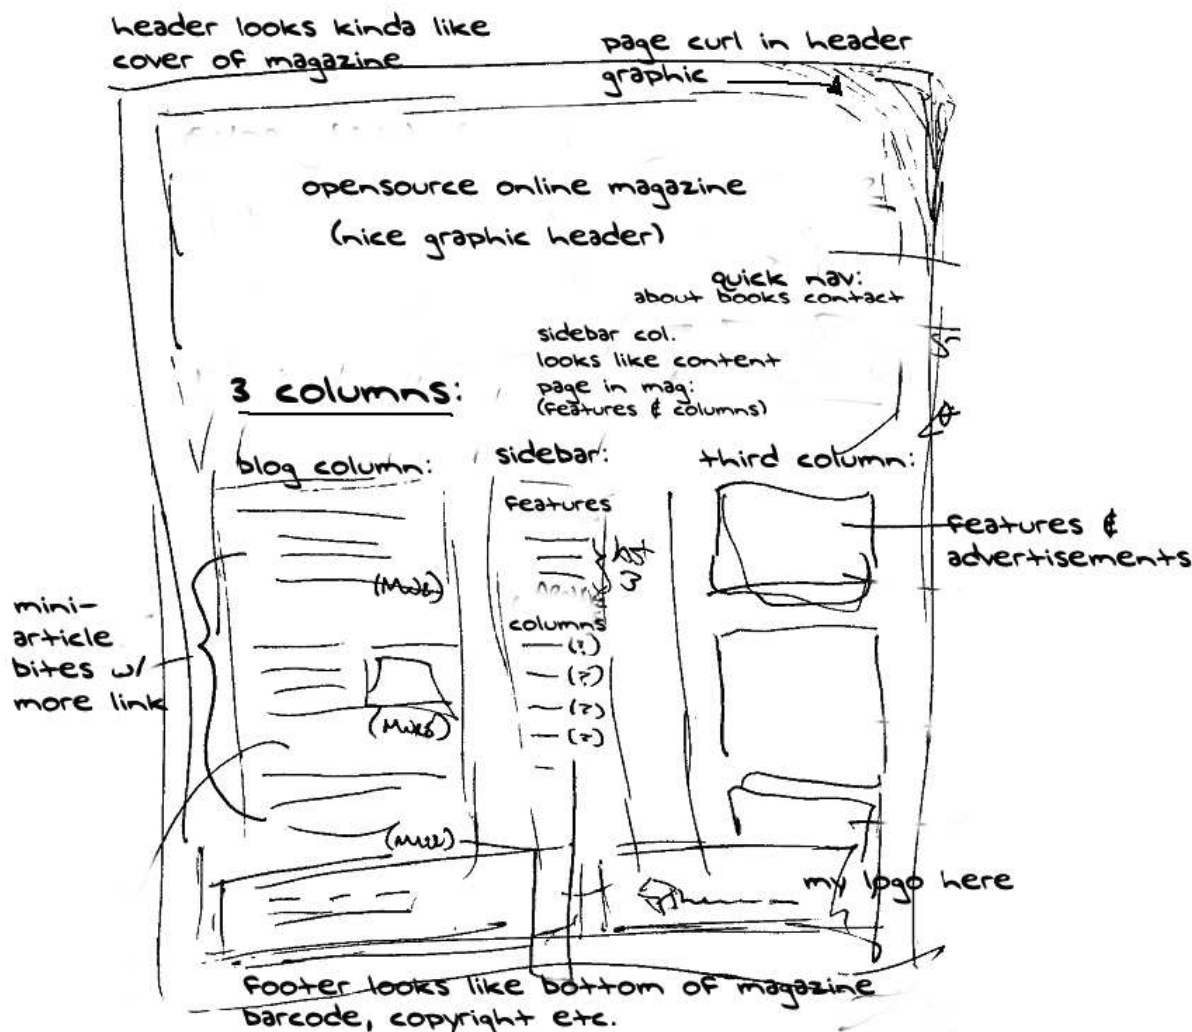 header looks kinda like
cover of magazine
page curl in header
graphic
opensource online magazine
(nice graphic header)
quick nav:
about books contact
sidebar col.
looks like content
page in mag:
(features & columns)
3 columns:
blog column:
sidebar:
third column:
features
features &
advertisements
3
mini-
article
bites w/
more link
columns
(?)
(?)
(?)
(?)
my logo here
footer looks like bottom of magazine
barcode, copyright etc.